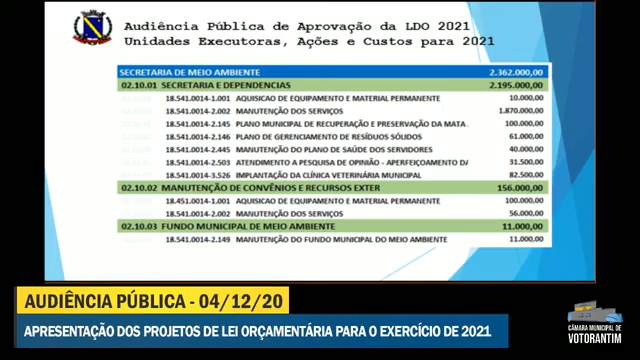 Audiência Pública de Aprovação da LDO 2021
Unidades Executoras, Ações e Custos para 2021
SECRETARIA DE MEIO AMBIENTE 2.362.000,00
02.10.01 SECRETARIA E DEPENDENCIAS 2.195.000,00
18.541.0014-1.001 AQUISICAO DE EQUIPAMENTO E MATERIAL PERMANENTE 10.000,00
18.541.0014-2.002 MANUTENÇÃO DOS SERVIÇOS 1.870.000,00
18.541.0014-2.145 PLANO MUNICIPAL DE RECUPERAÇÃO E PRESERVAÇÃO DA MATA 100.000,00
18.541.0014-2.146 PLANO DE GERENCIAMENTO DE RESÍDUOS SÓLIDOS 61.000,00
18.541.0014-2.445 MANUTENÇÃO DO PLANO DE SAÚDE DOS SERVIDORES 40.000,00
18.541.0014-2.503 ATENDIMENTO A PESQUISA DE OPINIÃO - APERFEIÇOAMENTO DA 31.500,00
18.541.0014-3.526 IMPLANTAÇÃO DA CLÍNICA VETERINÁRIA MUNICIPAL 82.500,00
02.10.02 MANUTENÇÃO DE CONVÊNIOS E RECURSOS EXTER 156.000,00
18.451.0014-1.001 AQUISICAO DE EQUIPAMENTO E MATERIAL PERMANENTE 100.000,00
18.541.0014-2.002 MANUTENÇÃO DOS SERVIÇOS 56.000,00
02.10.03 FUNDO MUNICIPAL DE MEIO AMBIENTE 11.000,00
18.541.0014-2.149 MANUTENÇÃO DO FUNDO MUNICIPAL DO MEIO AMBIENTE 11.000,00
AUDIÊNCIA PÚBLICA - 04/12/20
APRESENTAÇÃO DOS PROJETOS DE LEI ORÇAMENTÁRIA PARA O EXERCÍCIO DE 2021
CÂMARA MUNICIPAL DE
VOTORANTIM